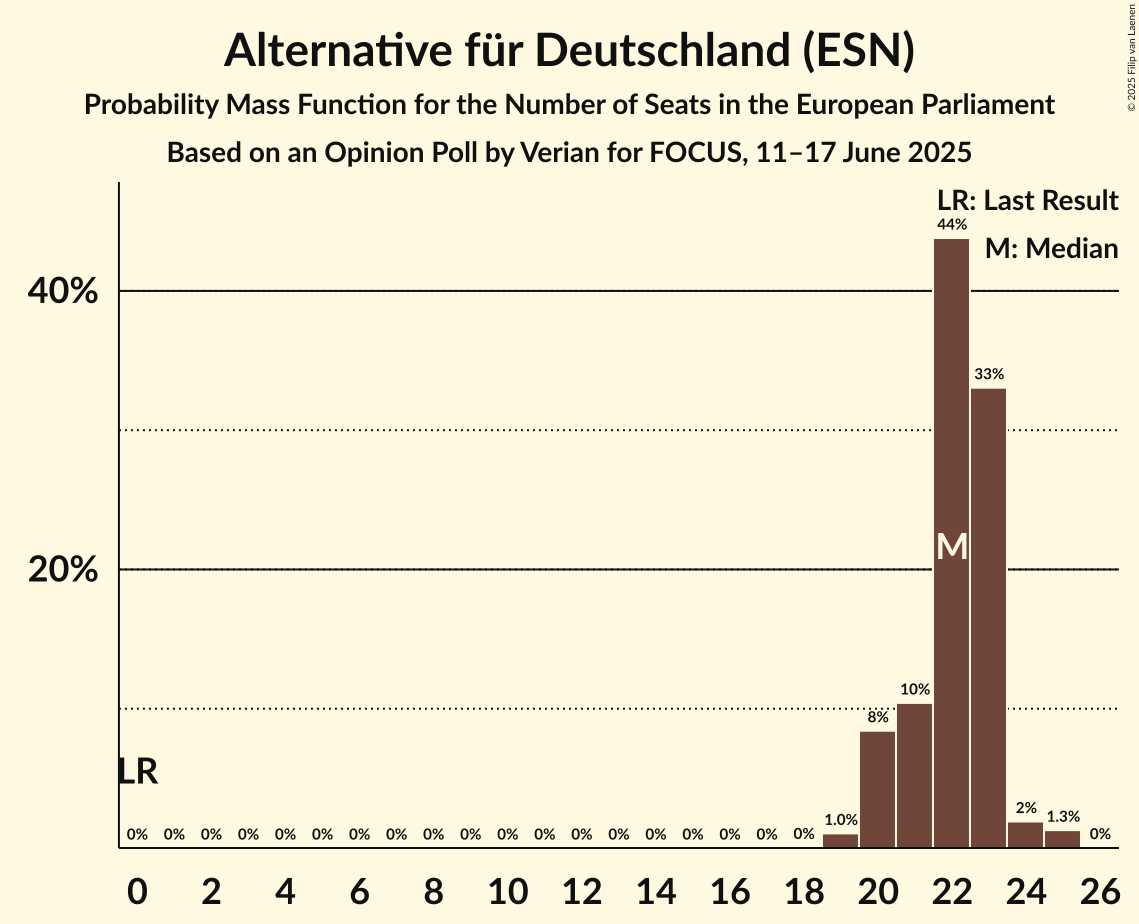 Alternative für Deutschland (ESN)
Probability Mass Function for the Number of Seats in the European Parliament
Based on an Opinion Poll by Verian for FOCUS, 11–17 June 2025
© 2025 Filip van Laenen
LR: Last Result
M: Median
44%
40%
33%
M
20%
10%
8%
LR
2%
1.0% 1.3%
0% 0% 0% 0% 0% 0% 0% 0% 0% 0% 0% 0% 0% 0% 0% 0% 0% 0% 0% 0%
0 2 4 6 8 10 12 14 16 18 20 22 24 26